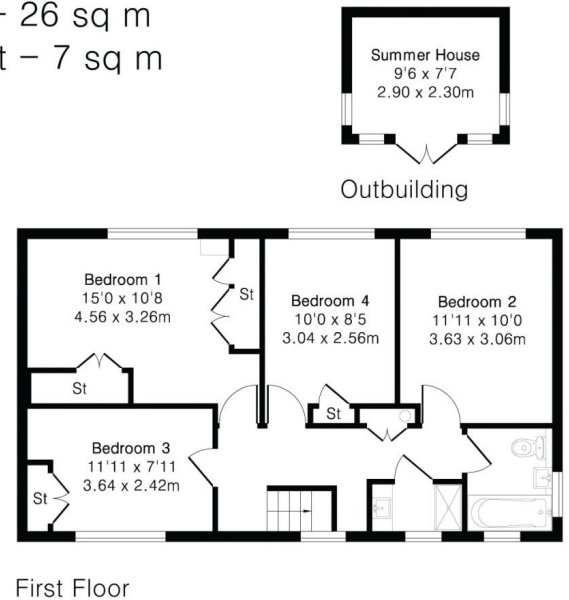 – 26 sq m
t – 7 sq m
Summer House
9'6 x 7'7
2.90 x 2.30m
Outbuilding
Bedroom 1
15'0 x 10'8
4.56 x 3.26m
St
Bedroom 4
10'0 x 8'5
3.04 x 2.56m
Bedroom 2
11'11 x 10'0
3.63 x 3.06m
St
St
Bedroom 3
11'11 x 7'11
3.64 x 2.42m
St
First Floor